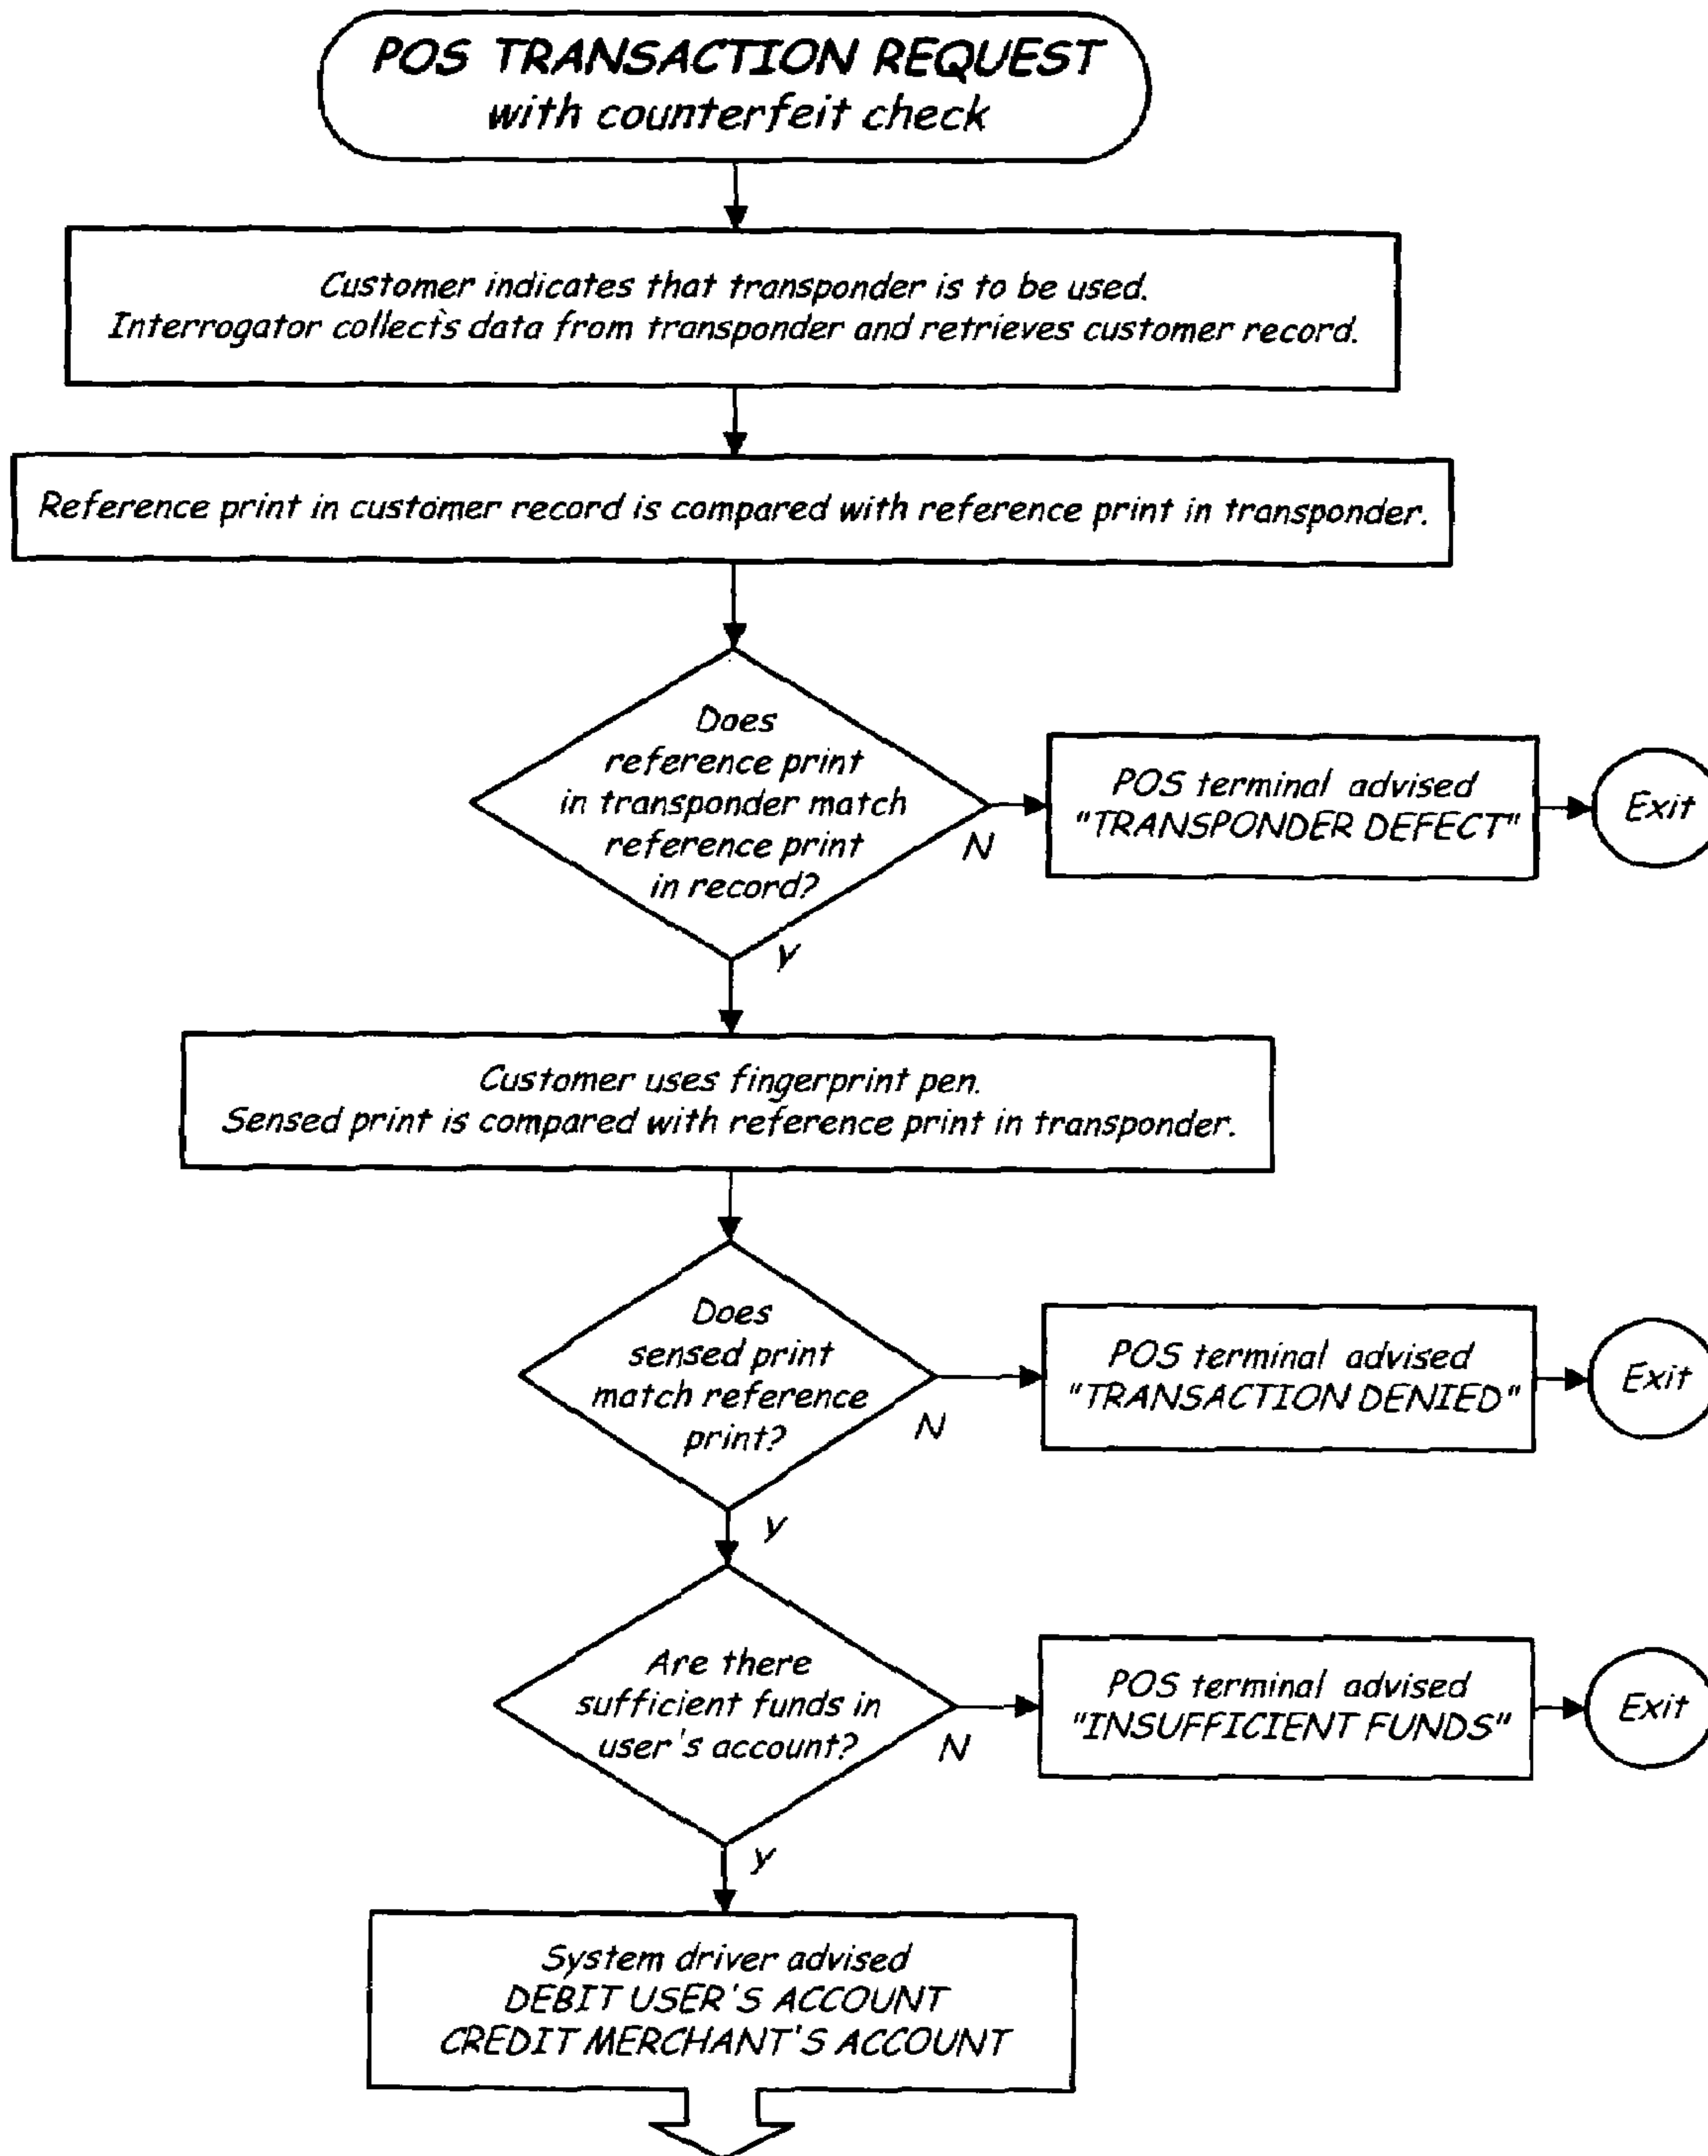 POS TRANSACTION REQUEST
with counterfeit check
Customer indicates that transponder is to be used.
Interrogator collects data from transponder and retrieves customer record.
Reference print in customer record is compared with reference print in transponder.
Does
reference print
in transponder match
reference print
in record?
N
POS terminal advised
"TRANSPONDER DEFECT"
Exit
y
Customer uses fingerprint pen.
Sensed print is compared with reference print in transponder.
Does
sensed print
match reference
print?
N
POS terminal advised
"TRANSACTION DENIED"
Exit
y
Are there
sufficient funds in
user's account?
N
POS terminal advised
"INSUFFICIENT FUNDS"
Exit
y
System driver advised
DEBIT USER'S ACCOUNT
CREDIT MERCHANT'S ACCOUNT